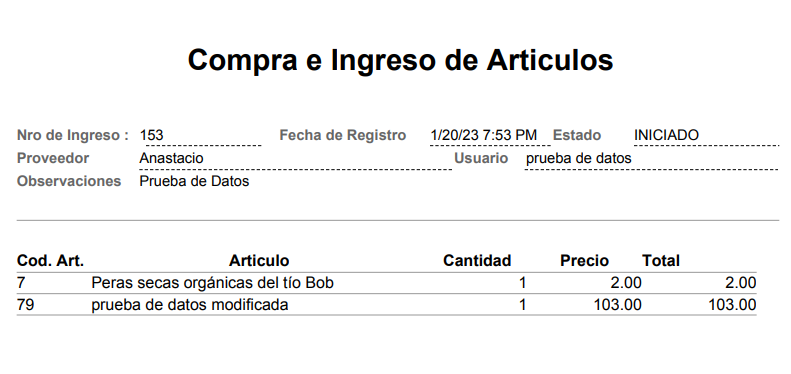 Compra e Ingreso de Articulos
Nro de Ingreso : 153 Fecha de Registro 1/20/23 7:53 PM Estado INICIADO
Proveedor Anastacio Usuario prueba de datos
Observaciones Prueba de Datos
Cod. Art. Articulo Cantidad Precio Total
7 Peras secas orgánicas del tío Bob 1 2.00 2.00
79 prueba de datos modificada 1 103.00 103.00